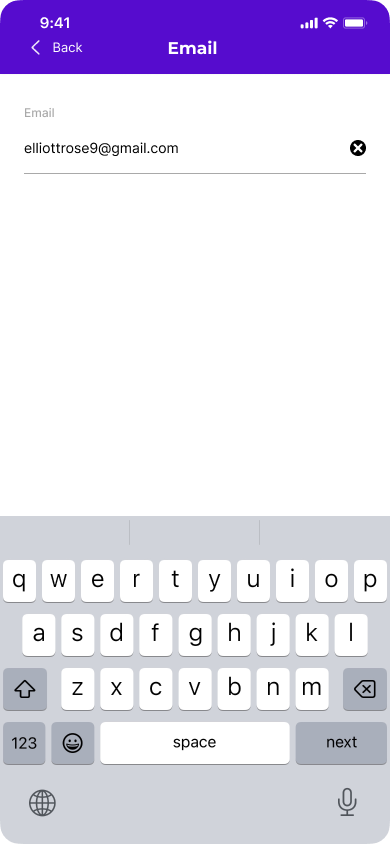 9:41
Back Email
Email
elliottrose9@gmail.com
q w e r t y u i o p
a s d f g h j k l
z x c v b n m
123 space next